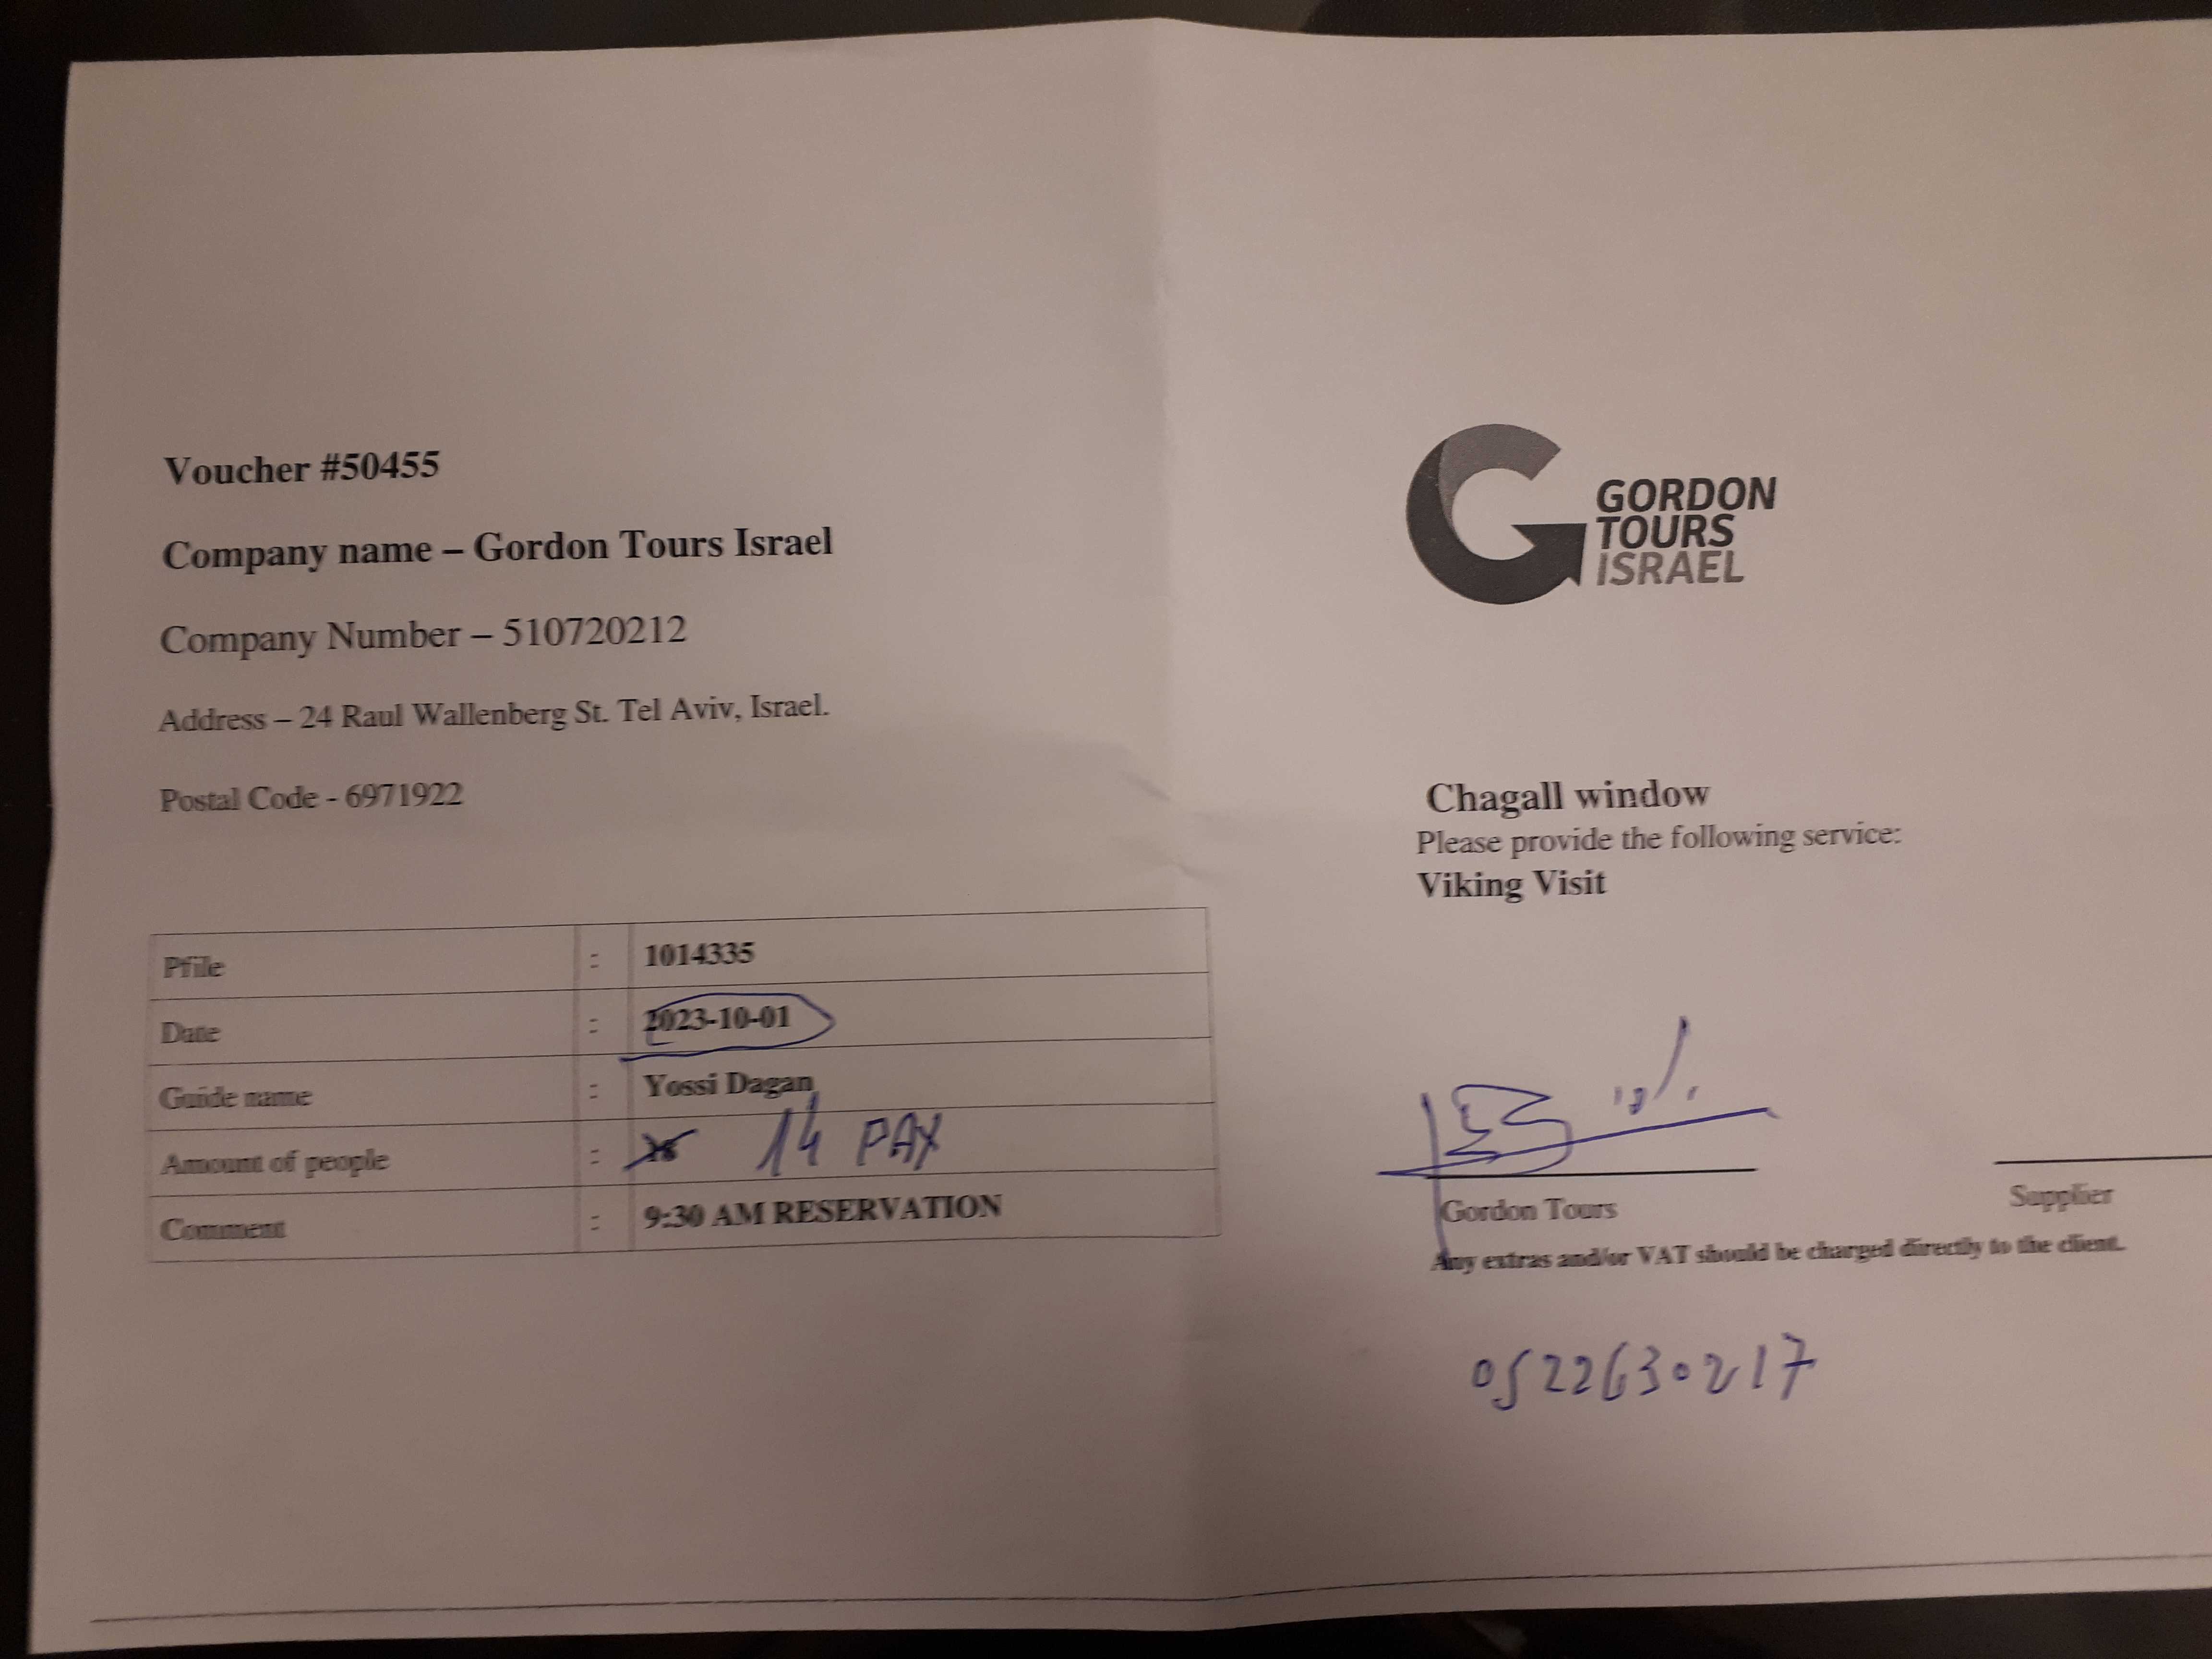 Voucher #50455
Company name – Gordon Tours Israel
Company Number – 510720212
Address – 24 Raul Wallenberg St. Tel Aviv, Israel.
Postal Code - 6971922
Pfile : 1014335
Date : 2023-10-01
Guide name : Yossi Dagan
Amount of people : 14 PAX
Comment : 9:30 AM RESERVATION
GORDON
TOURS
ISRAEL
Chagall window
Please provide the following service:
Viking Visit
Gordon Tours
Supplier
Any extras and/or VAT should be charged directly to the client.
0522630217